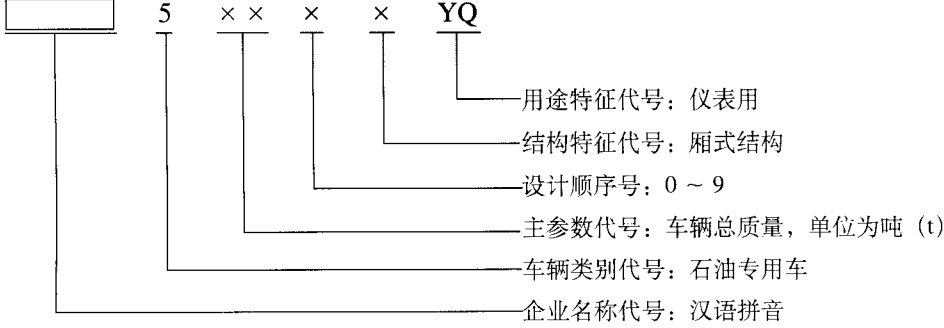 5 ×× × × YQ
用途特征代号：仪表用
结构特征代号：厢式结构
设计顺序号：0 ~ 9
主参数代号：车辆总质量，单位为吨（t）
车辆类别代号：石油专用车
企业名称代号：汉语拼音